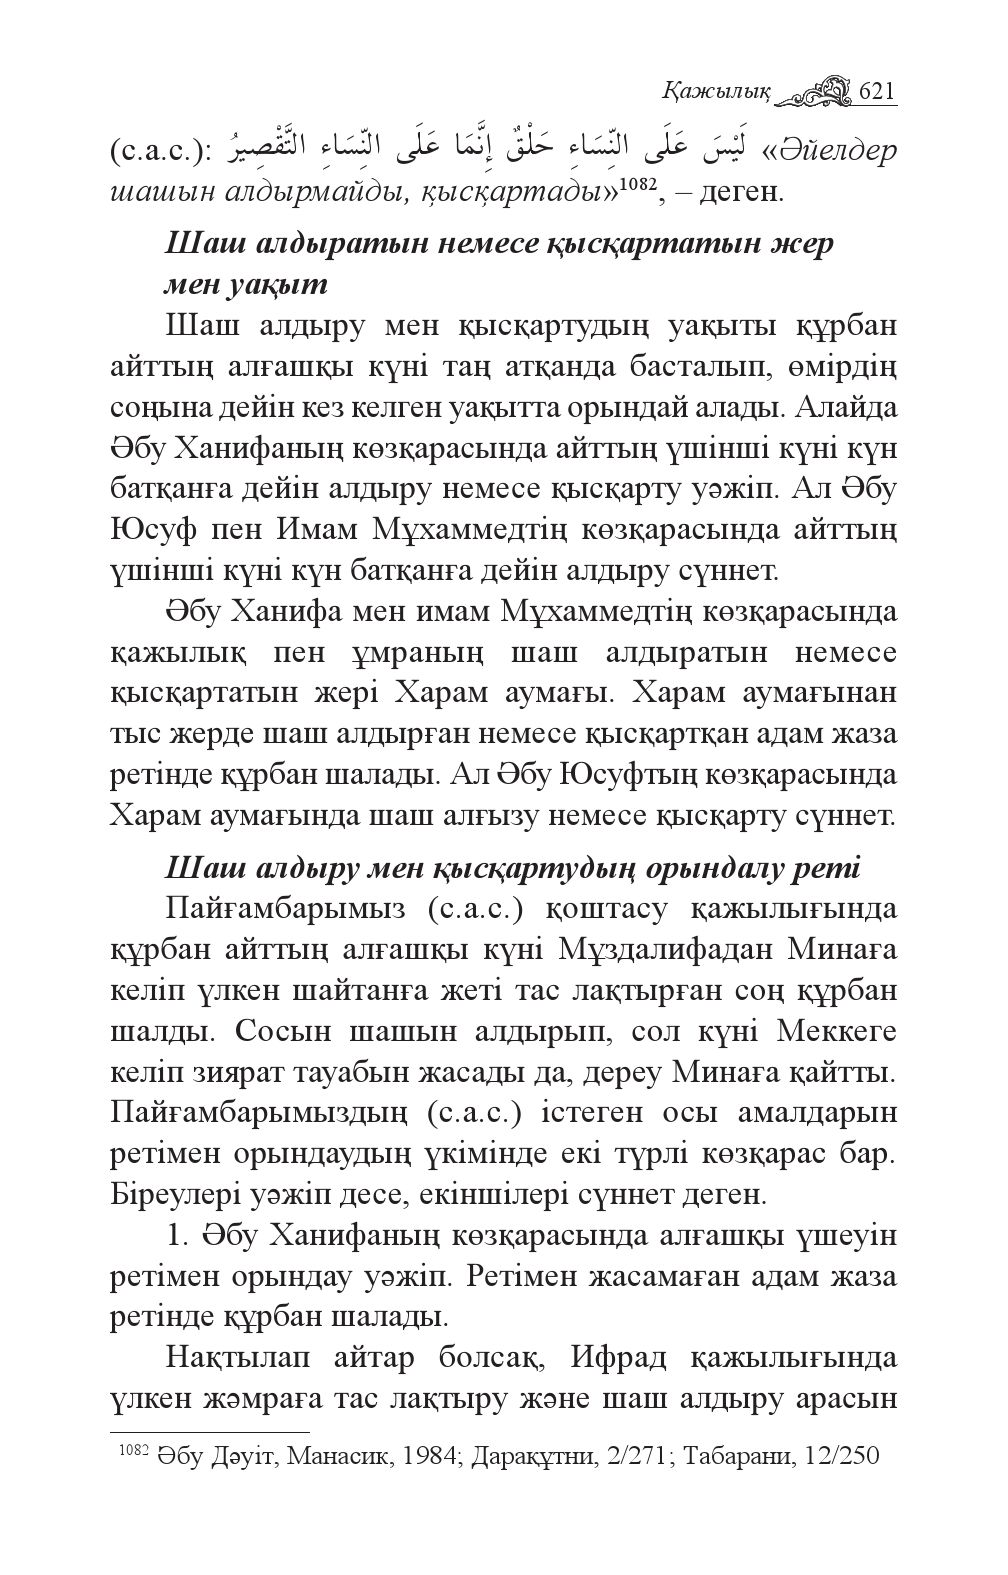 Қажылық 621
(с.а.с.): لَيْسَ عَلَى النِّسَاءِ حَلْقٌ إِنَّمَا عَلَى النِّسَاءِ التَّقْصِيرُ «Әйелдер
шашын алдырмайды, қысқартады»¹⁰⁸², – деген.
Шаш алдыратын немесе қысқартатын жер
мен уақыт
Шаш алдыру мен қысқартудың уақыты құрбан
айттың алғашқы күні таң атқанда басталып, өмірдің
соңына дейін кез келген уақытта орындай алады. Алайда
Әбу Ханифаның көзқарасында айттың үшінші күні күн
батқанға дейін алдыру немесе қысқарту уәжіп. Ал Әбу
Юсуф пен Имам Мұхаммедтің көзқарасында айттың
үшінші күні күн батқанға дейін алдыру сүннет.
Әбу Ханифа мен имам Мұхаммедтің көзқарасында
қажылық пен ұмраның шаш алдыратын немесе
қысқартатын жері Харам аумағы. Харам аумағынан
тыс жерде шаш алдырған немесе қысқартқан адам жаза
ретінде құрбан шалады. Ал Әбу Юсуфтың көзқарасында
Харам аумағында шаш алғызу немесе қысқарту сүннет.
Шаш алдыру мен қысқартудың орындалу реті
Пайғамбарымыз (с.а.с.) қоштасу қажылығында
құрбан айттың алғашқы күні Мұздалифадан Минаға
келіп үлкен шайтанға жеті тас лақтырған соң құрбан
шалды. Сосын шашын алдырып, сол күні Меккеге
келіп зиярат тауабын жасады да, дереу Минаға қайтты.
Пайғамбарымыздың (с.а.с.) істеген осы амалдарын
ретімен орындаудың үкімінде екі түрлі көзқарас бар.
Біреулері уәжіп десе, екіншілері сүннет деген.
1. Әбу Ханифаның көзқарасында алғашқы үшеуін
ретімен орындау уәжіп. Ретімен жасамаған адам жаза
ретінде құрбан шалады.
Нақтылап айтар болсақ, Ифрад қажылығында
үлкен жәмраға тас лақтыру және шаш алдыру арасын
¹⁰⁸² Әбу Дәуіт, Манасик, 1984; Дарақұтни, 2/271; Табарани, 12/250